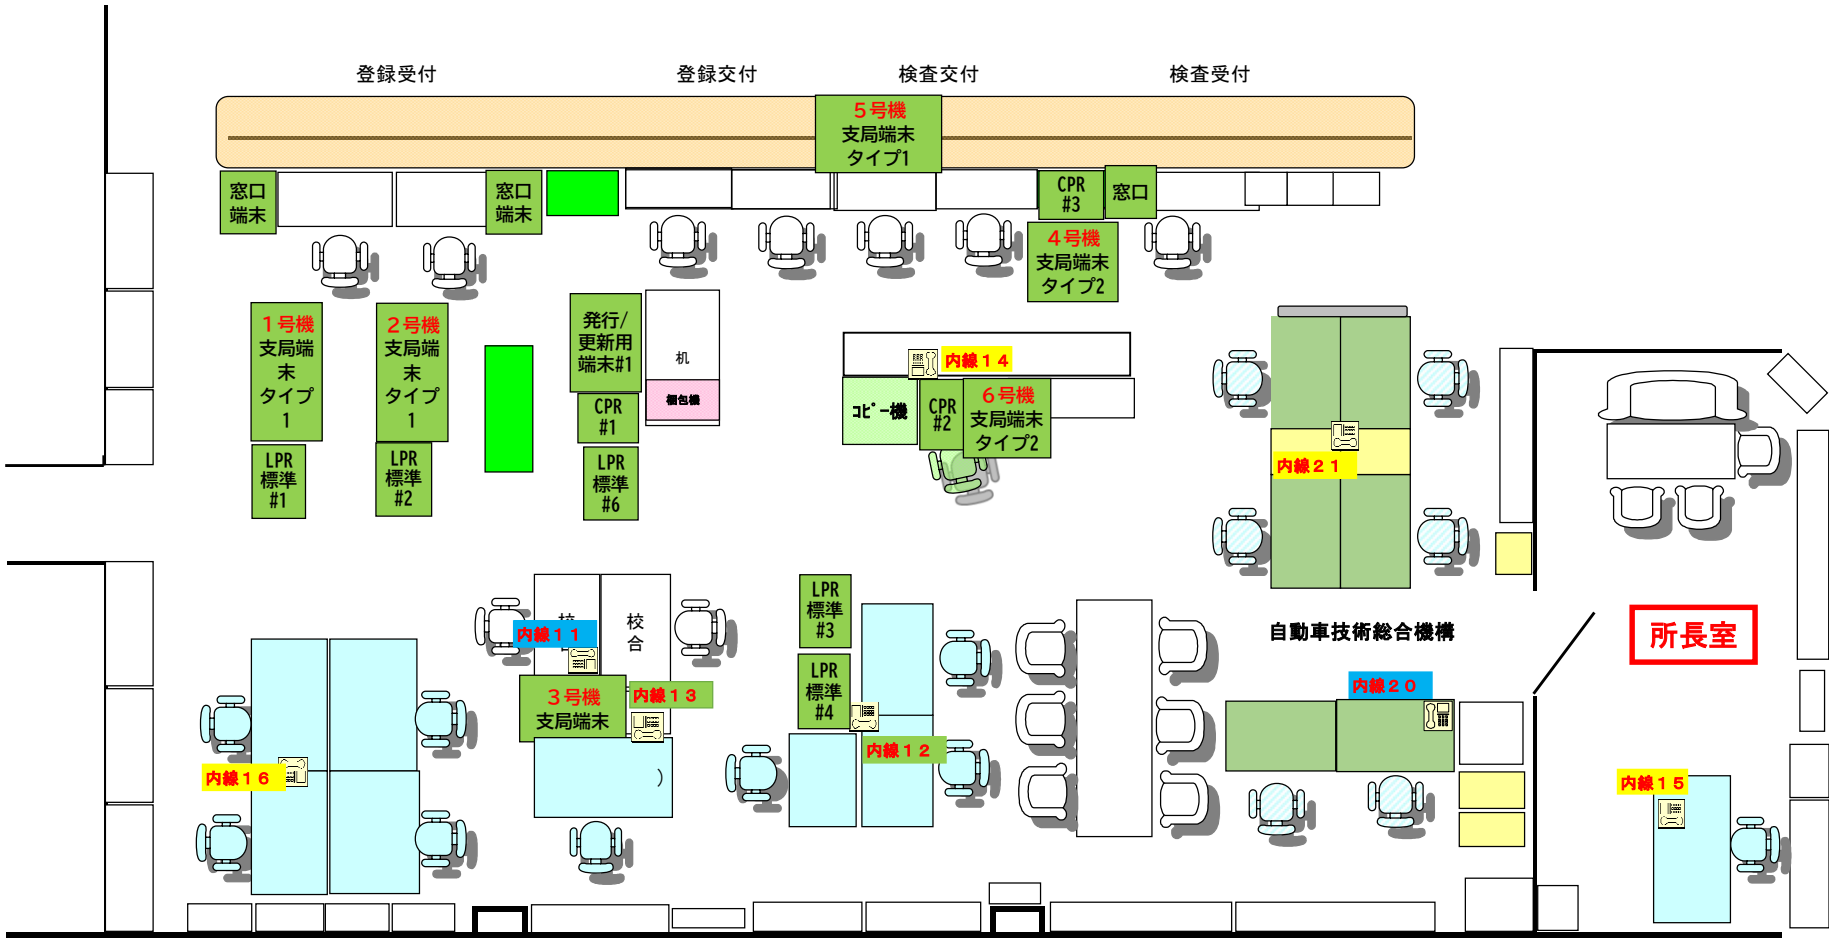 登録受付
登録交付
検査交付
検査受付
５号機
支局端末
タイプ1
窓口
端末
窓口
端末
CPR
#3
窓口
４号機
支局端末
タイプ2
１号機
支局端
末
タイプ
1
２号機
支局端
末
タイプ
1
発行/
更新用
端末#1
机
梱包機
CPR
#1
LPR
標準
#1
LPR
標準
#2
LPR
標準
#6
内線１４
コピー機
CPR
#2
６号機
支局端末
タイプ2
内線２１
校
内線１１
校
合
LPR
標準
#3
LPR
標準
#4
自動車技術総合機構
所長室
３号機
支局端末
内線１３
内線２０
内線１２
内線１６
内線１５